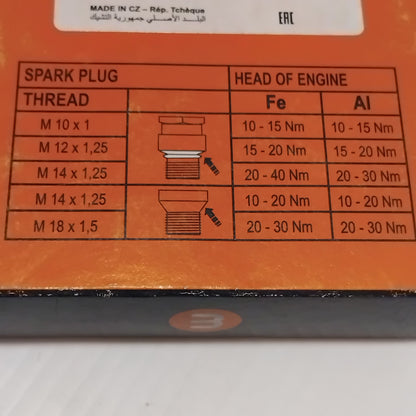 MADE IN CZ – Rép. Tchèque
البلد الأصلي جمهورية التشيك
EAC
SPARK PLUG HEAD OF ENGINE
THREAD Fe Al
M 10 x 1 10 - 15 Nm 10 - 15 Nm
M 12 x 1,25 15 - 20 Nm 15 - 20 Nm
M 14 x 1,25 20 - 40 Nm 20 - 30 Nm
M 14 x 1,25 10 - 20 Nm 10 - 20 Nm
M 18 x 1,5 20 - 30 Nm 20 - 30 Nm
m